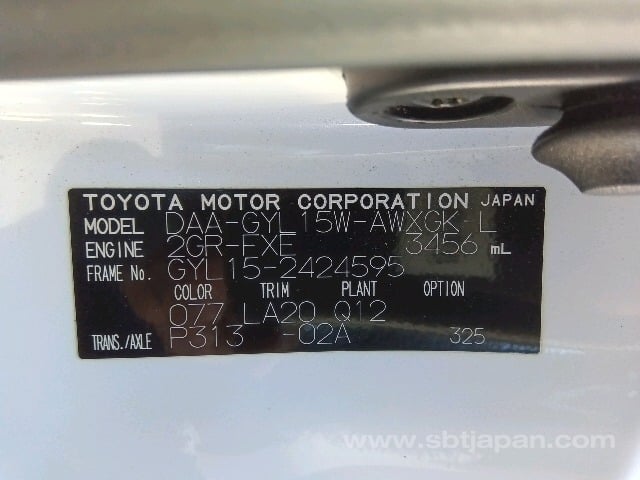 TOYOTA MOTOR CORPORATION JAPAN
MODEL DAA-GYL15W-AWXGK-L
ENGINE 2GR-FXE 3456 mL
FRAME No. GYL15-2424595
COLOR TRIM PLANT OPTION
077 LA20 Q12
TRANS./AXLE P313 -02A 325
www.sbtjapan.com